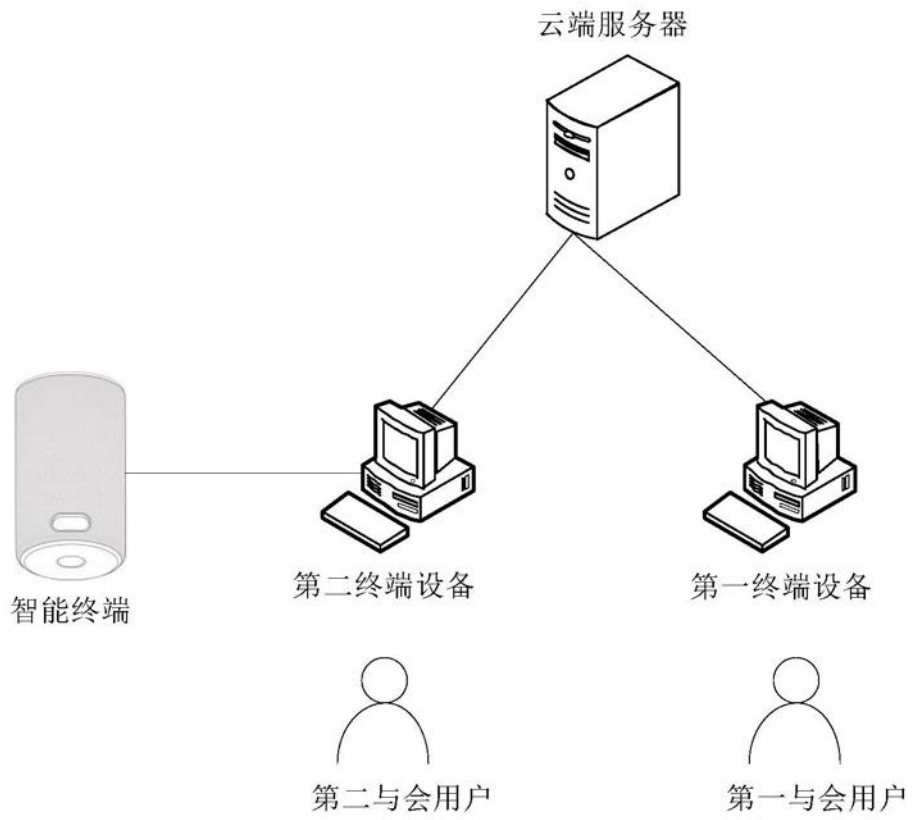 云端服务器
第二终端设备
第一终端设备
智能终端
第二与会用户
第一与会用户